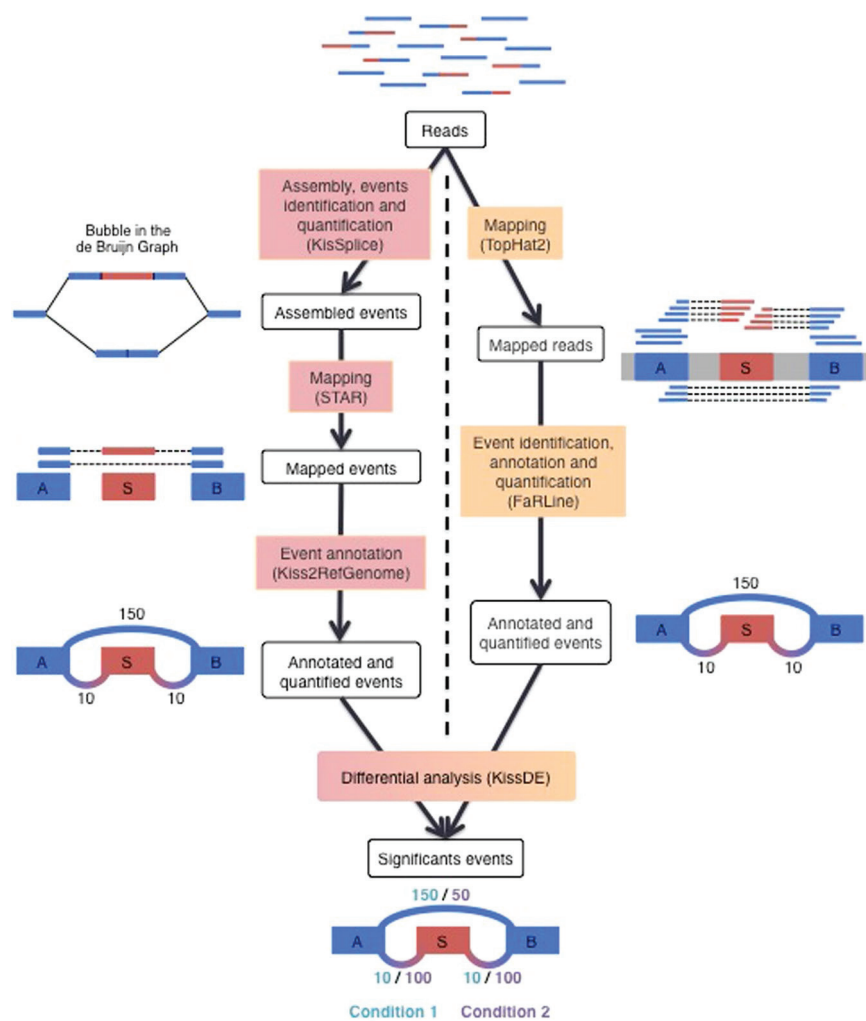 Reads
Assembly, events
identification and
quantification
(KisSplice)
Mapping
(TopHat2)
Bubble in the
de Bruijn Graph
Assembled events
Mapped reads
A
S
B
Mapping
(STAR)
Mapped events
A
S
B
Event identification,
annotation and
quantification
(FaRLine)
Event annotation
(Kiss2RefGenome)
150
A
S
B
10
10
Annotated and
quantified events
Annotated and
quantified events
150
A
S
B
10
10
Differential analysis (KissDE)
Significants events
150 / 50
A
S
B
10 / 100
10 / 100
Condition 1
Condition 2